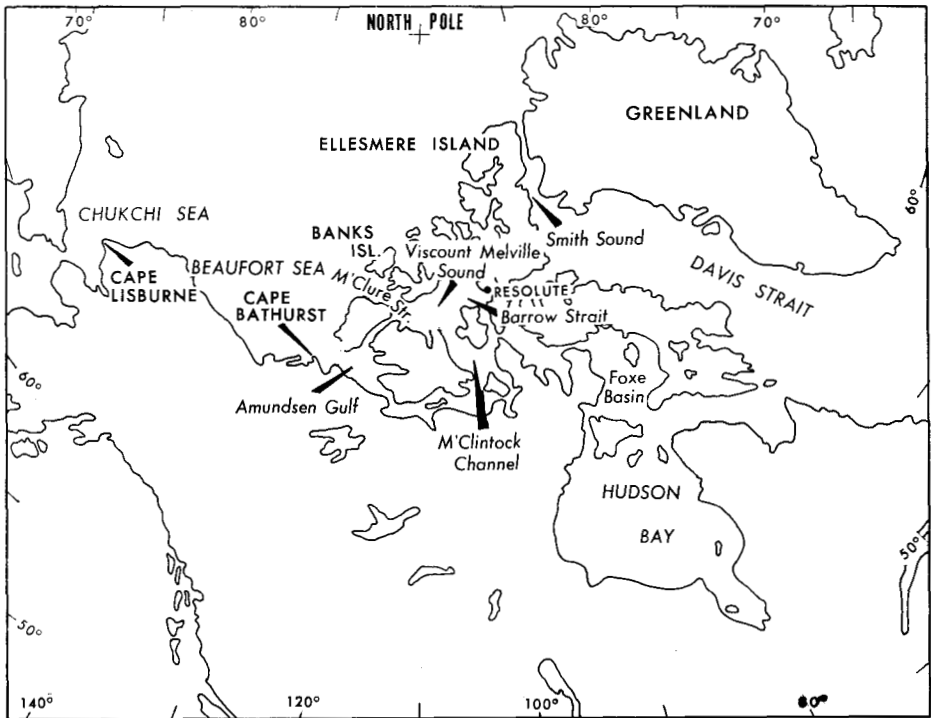 70°
80°
NORTH POLE
80°
70°
GREENLAND
ELLESMERE ISLAND
60°
CHUKCHI SEA
Smith Sound
BANKS
ISL.
Viscount Melville
Sound
DAVIS STRAIT
BEAUFORT SEA
M'Clure Str.
CAPE
LISBURNE
CAPE
BATHURST
RESOLUTE
Barrow Strait
60°
Foxe
Basin
Amundsen Gulf
M'Clintock
Channel
HUDSON
BAY
50°
50°
140°
120°
100°
80°